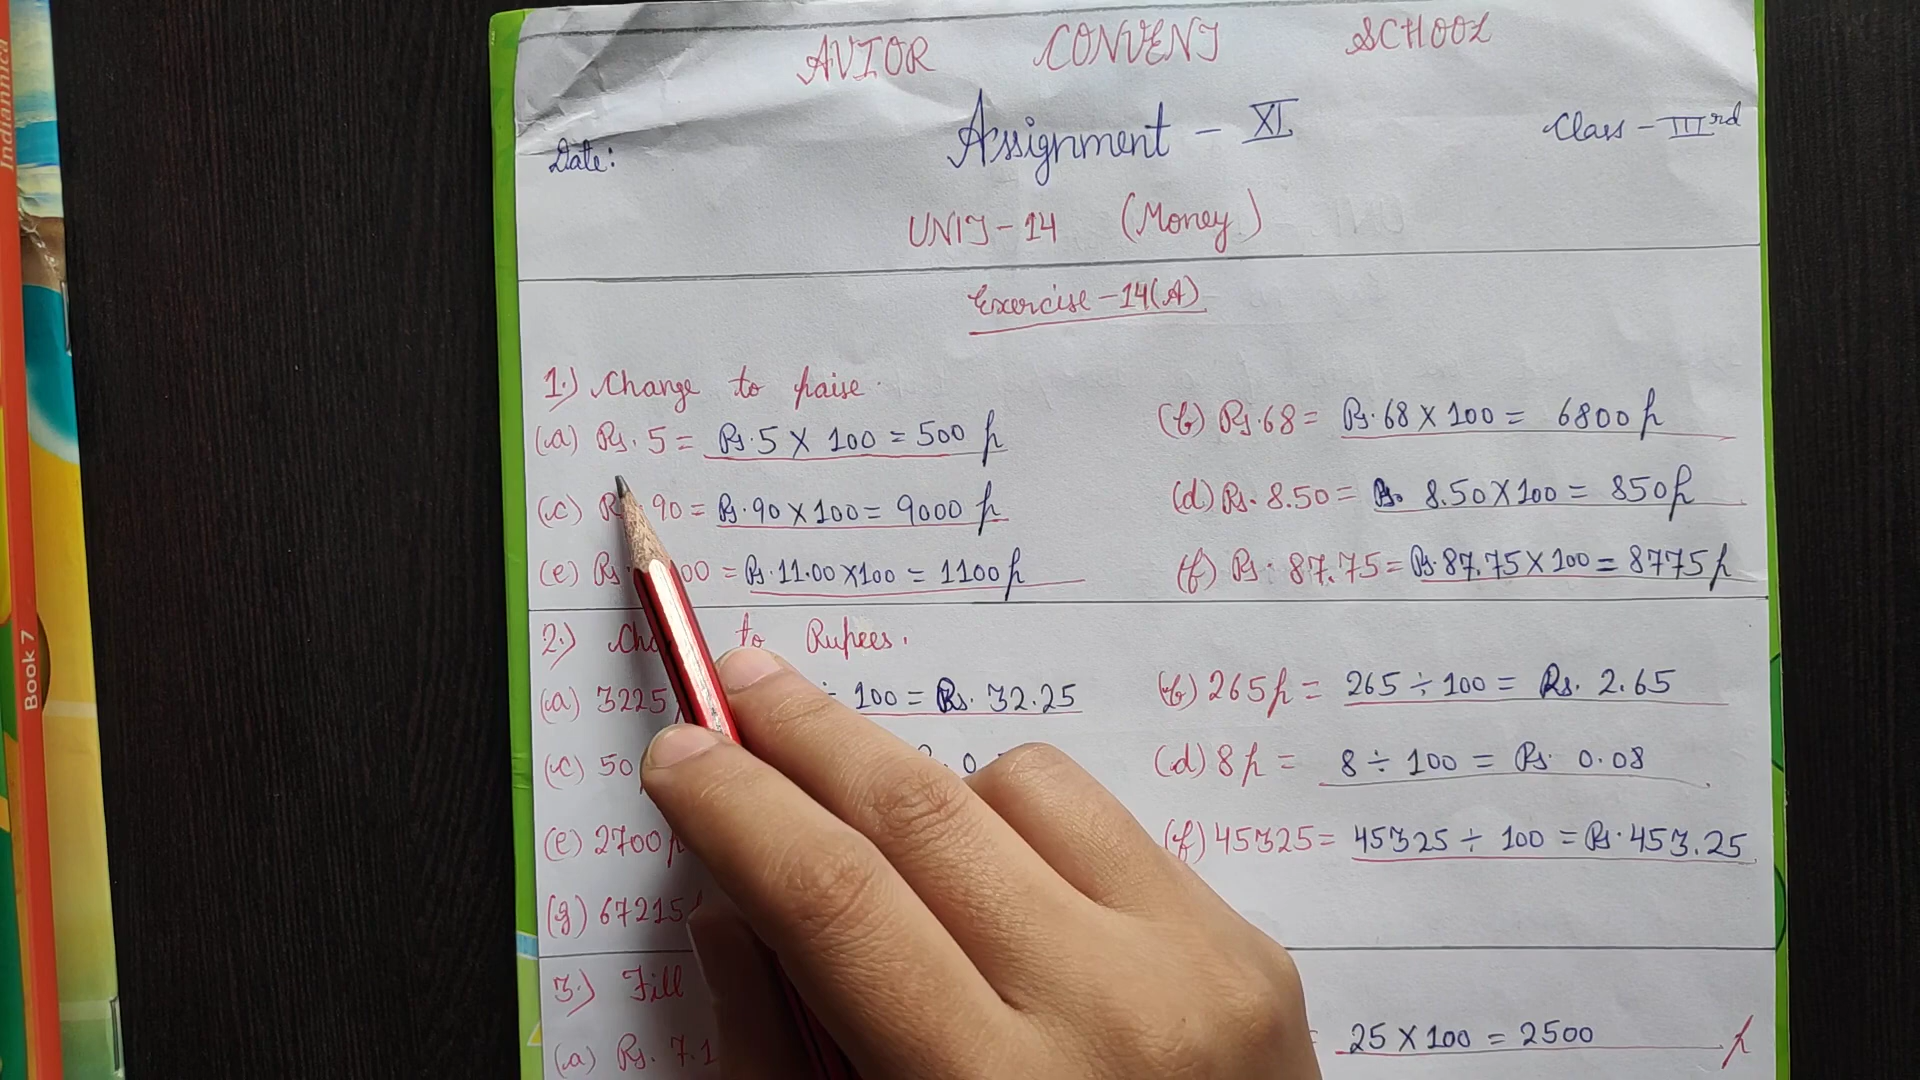 Indiannica
Book 7
AVIOR CONVENT SCHOOL
Date: Assignment - XI Class - IIIrd
UNIT-14 (Money)
Exercise-14(A)
1.) Change to paise.
(a) Rs. 5 = Rs. 5 X 100 = 500 p (b) Rs. 68 = Rs. 68 X 100 = 6800 p
(c) 90 = Rs. 90 X 100 = 9000 p (d) Rs. 8.50 = Rs. 8.50 X 100 = 850 p
(e) Rs. 00 = Rs. 11.00 X 100 = 1100 p (f) Rs. 87.75 = Rs. 87.75 X 100 = 8775 p
2.) to Rupees.
(a) 3225 ÷ 100 = Rs. 32.25 (b) 265 p = 265 ÷ 100 = Rs. 2.65
(c) 50 (d) 8 p = 8 ÷ 100 = Rs. 0.08
(e) 2700 p (f) 45325 = 45325 ÷ 100 = Rs. 453.25
(g) 67215
3.) Fill
(a) Rs. 7.1 = 25 X 100 = 2500 p